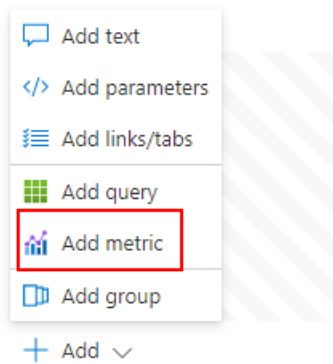 Add text
Add parameters
Add links/tabs
Add query
Add metric
Add group
Add